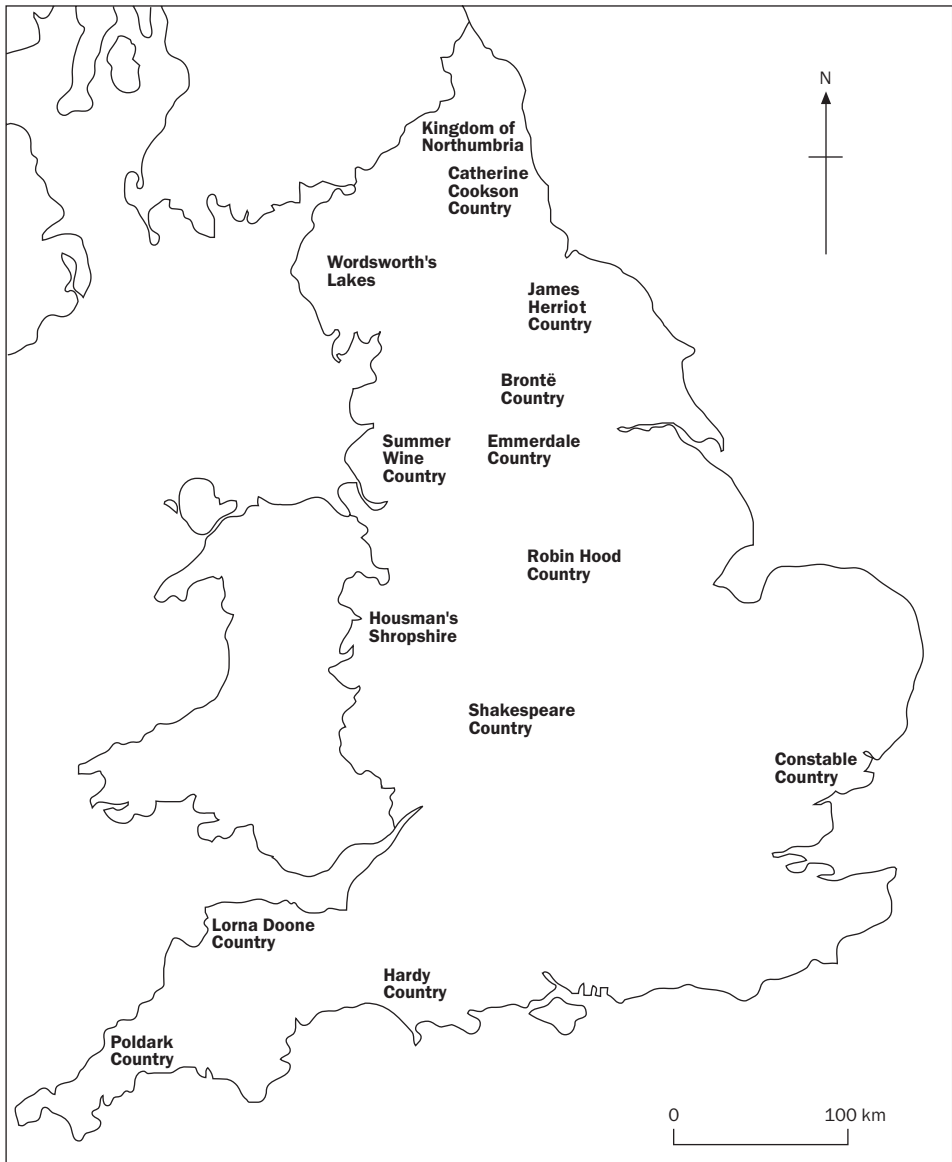 N
Kingdom of
Northumbria
Catherine
Cookson
Country
Wordsworth's
Lakes
James
Herriot
Country
Brontë
Country
Summer
Wine
Country
Emmerdale
Country
Robin Hood
Country
Housman's
Shropshire
Shakespeare
Country
Constable
Country
Lorna Doone
Country
Hardy
Country
Poldark
Country
0 100 km